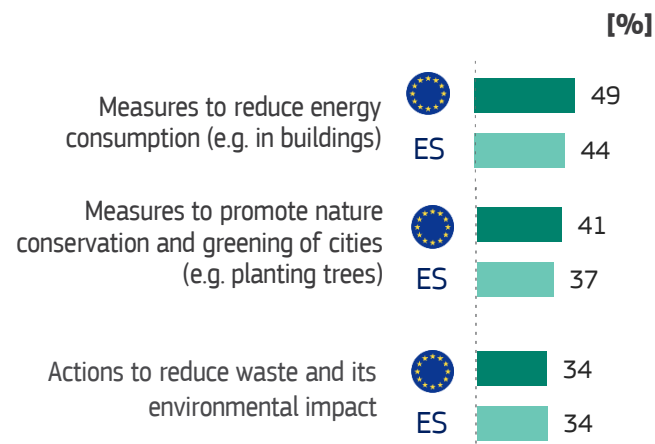 [%]
Measures to reduce energy
consumption (e.g. in buildings)
49
ES
44
Measures to promote nature
conservation and greening of cities
(e.g. planting trees)
41
ES
37
Actions to reduce waste and its
environmental impact
34
ES
34